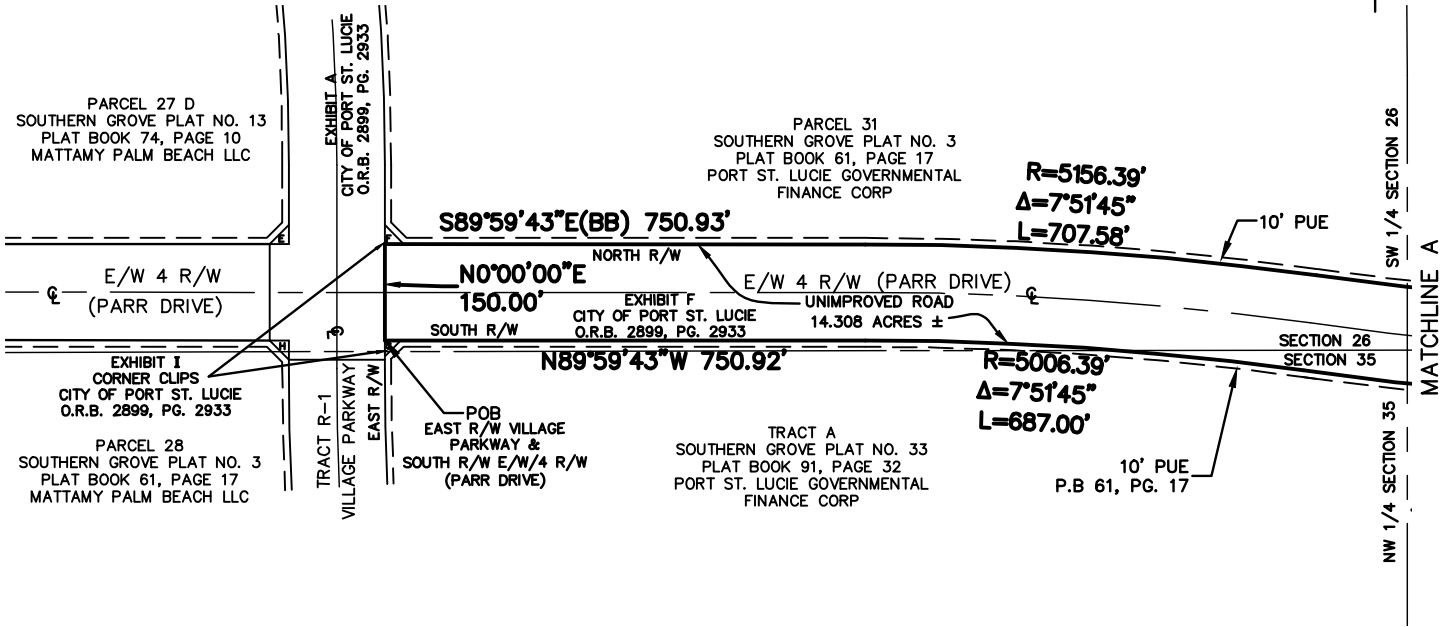 PARCEL 27 D
SOUTHERN GROVE PLAT NO. 13
PLAT BOOK 74, PAGE 10
MATTAMY PALM BEACH LLC
EXHIBIT A
CITY OF PORT ST. LUCIE
O.R.B. 2899, PG. 2933
PARCEL 31
SOUTHERN GROVE PLAT NO. 3
PLAT BOOK 61, PAGE 17
PORT ST. LUCIE GOVERNMENTAL
FINANCE CORP
R=5156.39'
Δ=7°51'45"
L=707.58'
10' PUE
SW 1/4 SECTION 26
MATCHLINE A
S89°59'43"E(BB) 750.93'
E
F
NORTH R/W
E/W 4 R/W
(PARR DRIVE)
N0°00'00"E
150.00'
E/W 4 R/W (PARR DRIVE)
EXHIBIT F
CITY OF PORT ST. LUCIE
O.R.B. 2899, PG. 2933
UNIMPROVED ROAD
14.308 ACRES ±
SOUTH R/W
SECTION 26
SECTION 35
H
N89°59'43"W 750.92'
R=5006.39'
Δ=7°51'45"
L=687.00'
EXHIBIT I
CORNER CLIPS
CITY OF PORT ST. LUCIE
O.R.B. 2899, PG. 2933
TRACT R-1
VILLAGE PARKWAY
EAST R/W
POB
EAST R/W VILLAGE
PARKWAY &
SOUTH R/W E/W/4 R/W
(PARR DRIVE)
PARCEL 28
SOUTHERN GROVE PLAT NO. 3
PLAT BOOK 61, PAGE 17
MATTAMY PALM BEACH LLC
TRACT A
SOUTHERN GROVE PLAT NO. 33
PLAT BOOK 91, PAGE 32
PORT ST. LUCIE GOVERNMENTAL
FINANCE CORP
10' PUE
P.B 61, PG. 17
NW 1/4 SECTION 35